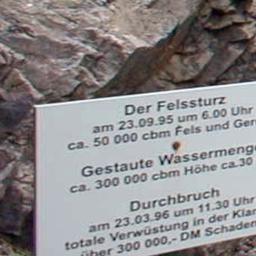 Der Felssturz
am 23.09.95 um 6.00 Uhr
ca. 50 000 cbm Fels und
Gestaute Wassermenge
ca. 300 000 cbm Höhe ca.30
Durchbruch
am 23.03.96 um 11.30 Uhr
totale Verwüstung in der
über 300 000,- DM Schaden